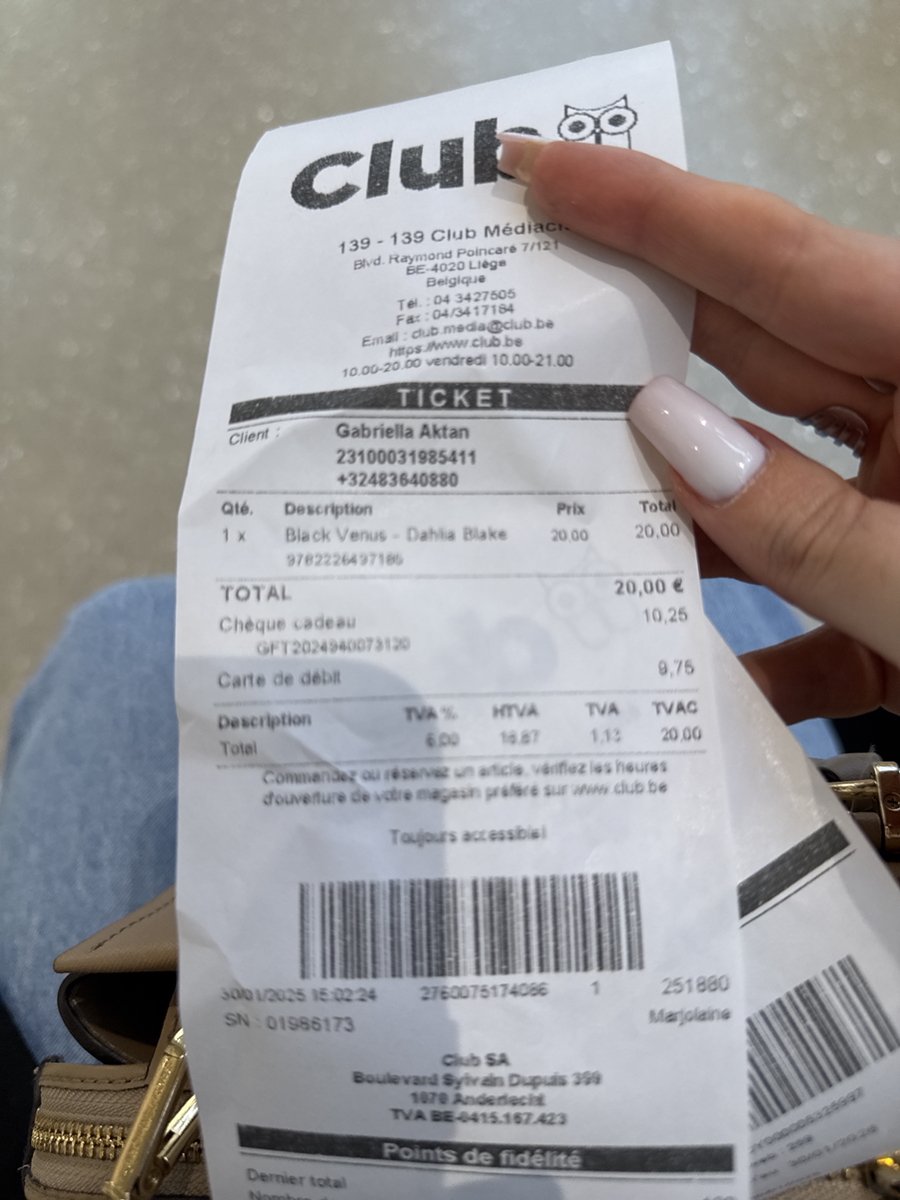 Club
139 - 139 Club
Blvd. Raymond Poincaré 7/121
BE-4020 Liège
Belgique
Tél. : 04 3427505
Fax : 04/3417184
Email : club.media@club.be
https://www.club.be
10.00-20.00 vendredi 10.00-21.00
TICKET
Client : Gabriella Aktan
23100031985411
+32483640880
Qté. Description Prix Total
1 x Black Venus - Dahlia Blake 20,00 20,00
9782226497185
TOTAL 20,00 €
Chèque cadeau 10,25
GFT2024940073120
Carte de débit 9,75
Description TVA % HTVA TVA TVAC
Total 6,00 18,87 1,13 20,00
Commandez ou réservez un article, vérifiez les heures
d'ouverture de votre magasin préféré sur www.club.be
Toujours accessible!
30/01/2025 15:02:24 2760075174086 1 251880
SN : 01986173 Marjolaine
Club SA
Boulevard Sylvain Dupuis 399
1070 Anderlecht
TVA BE-0415.167.423
Points de fidélité
Dernier total